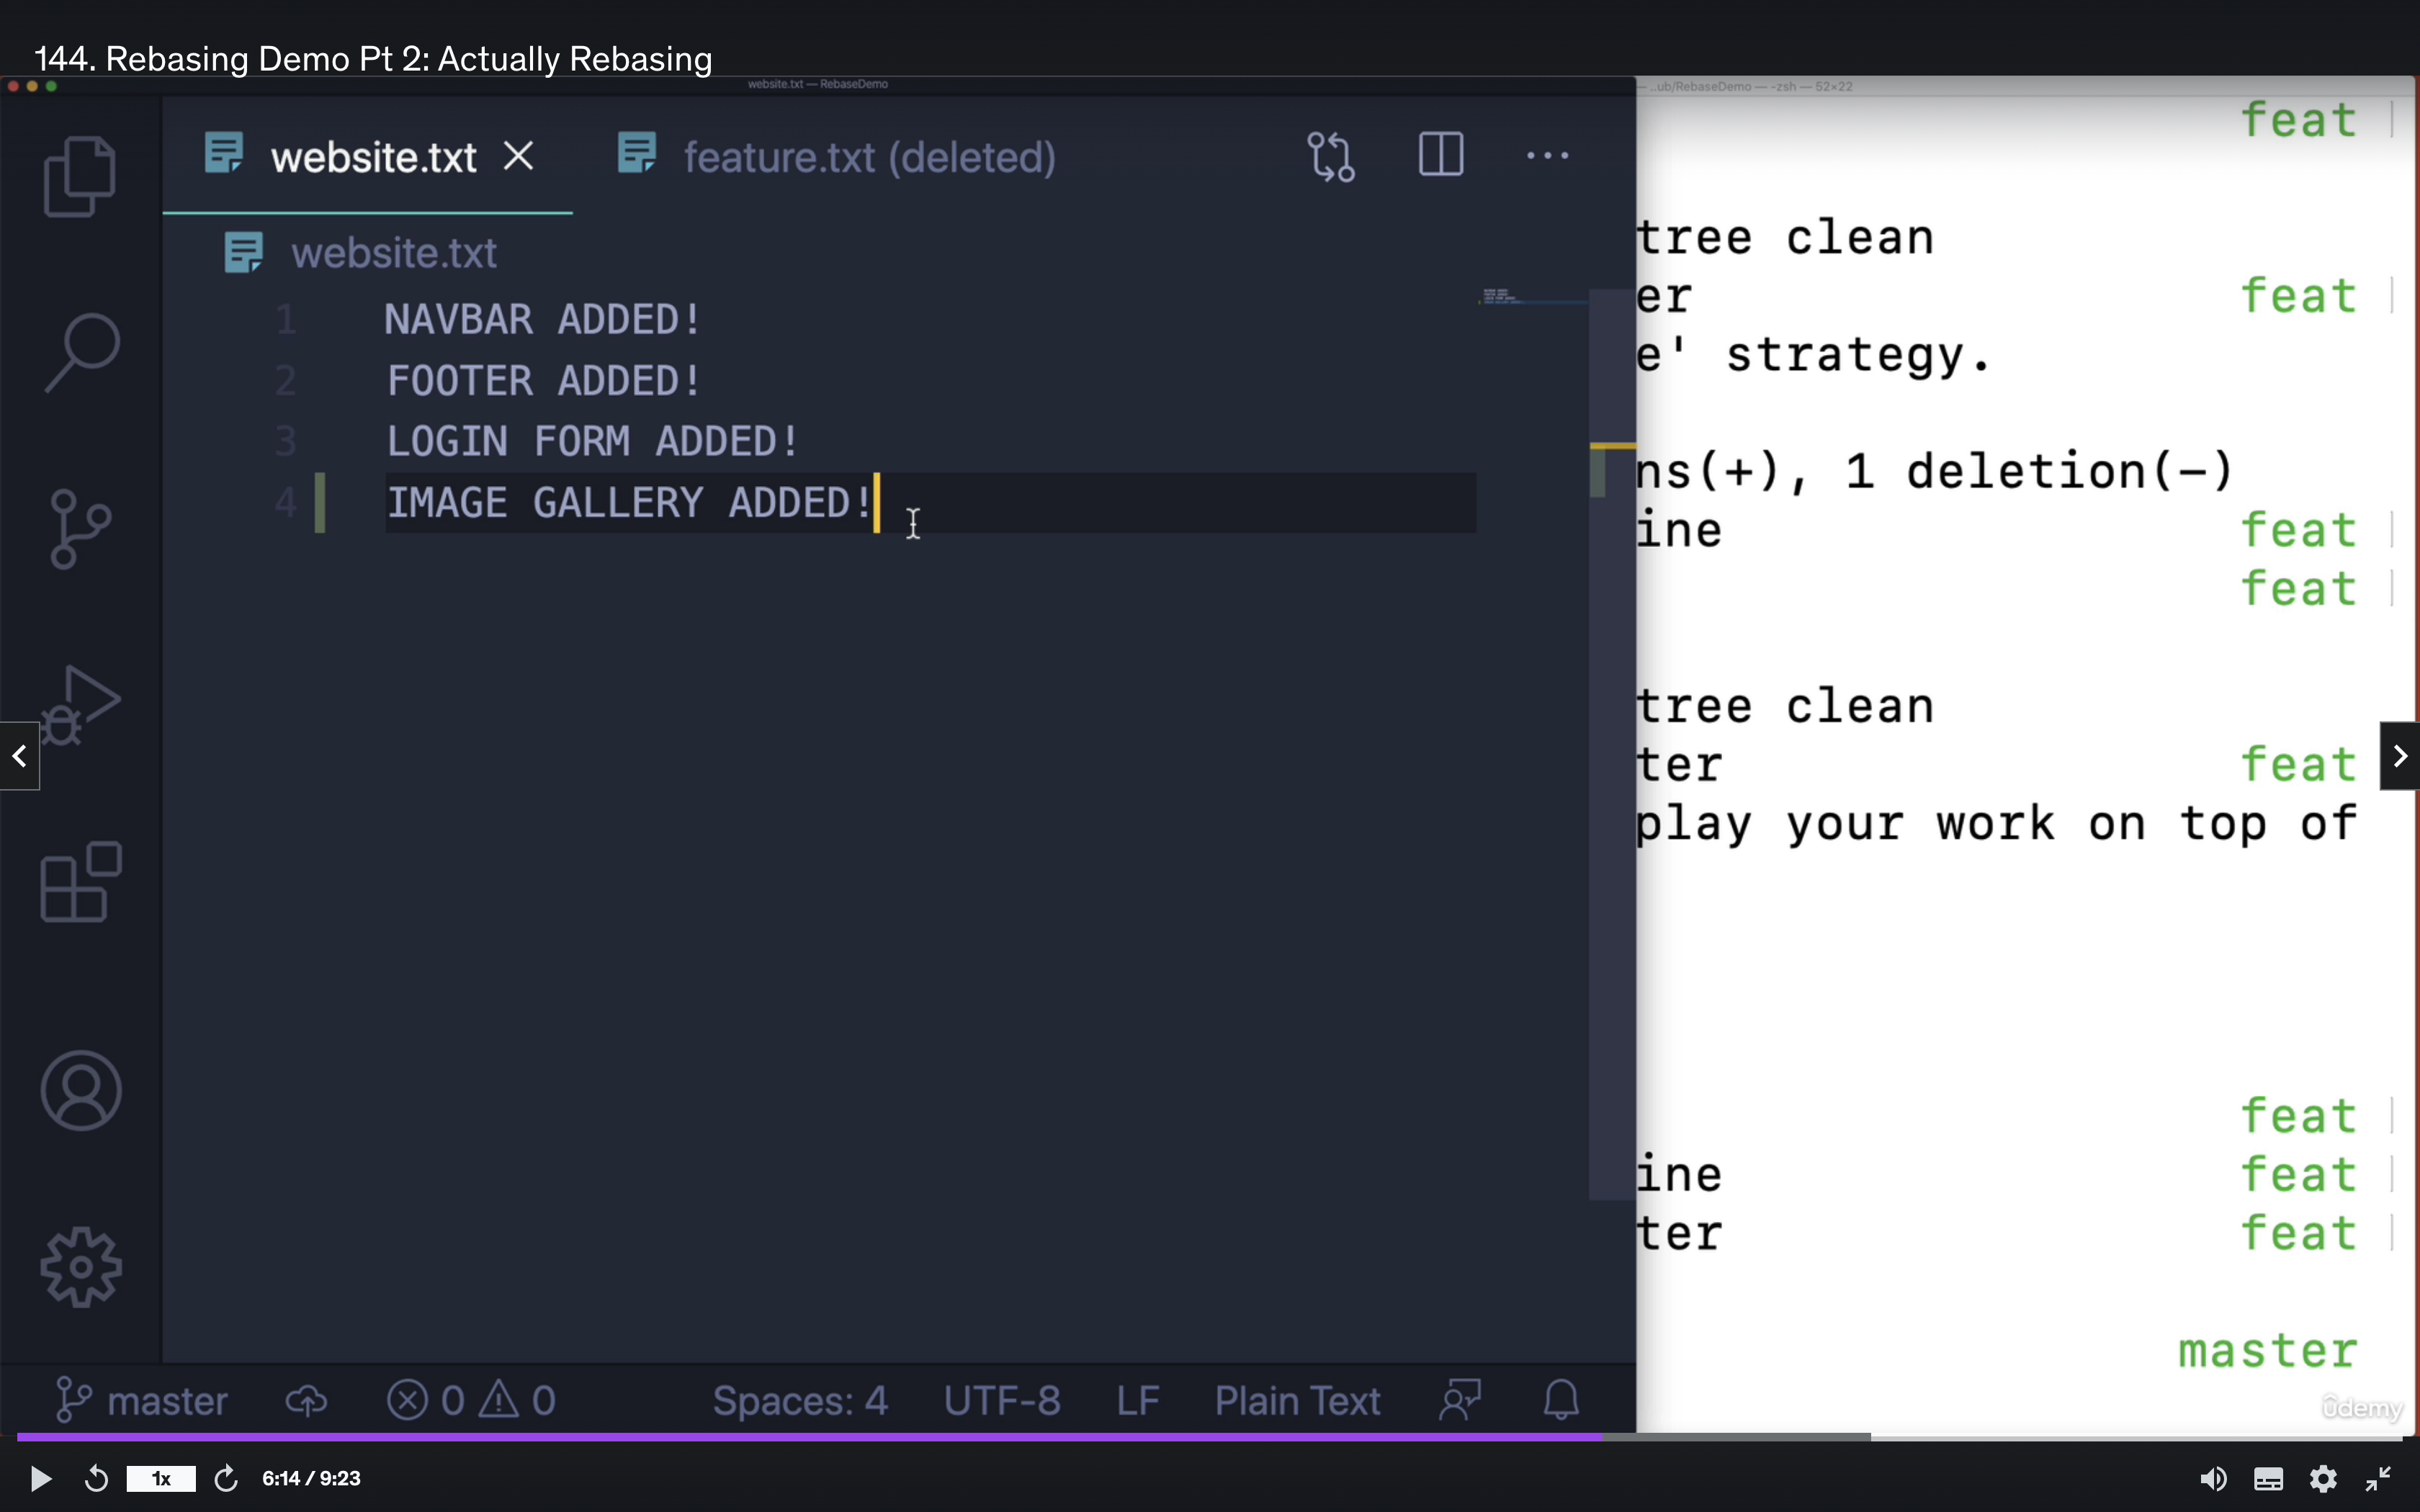 144. Rebasing Demo Pt 2: Actually Rebasing
website.txt — RebaseDemo
— ..ub/RebaseDemo — -zsh — 52×22
website.txt
feature.txt (deleted)
website.txt
1 NAVBAR ADDED!
2 FOOTER ADDED!
3 LOGIN FORM ADDED!
4 IMAGE GALLERY ADDED!
feat
tree clean
er feat
e' strategy.
ns(+), 1 deletion(-)
ine feat
feat
tree clean
ter feat
play your work on top of
feat
ine feat
ter feat
master
master 0 0 Spaces: 4 UTF-8 LF Plain Text
ûdemy
1x 6:14 / 9:23